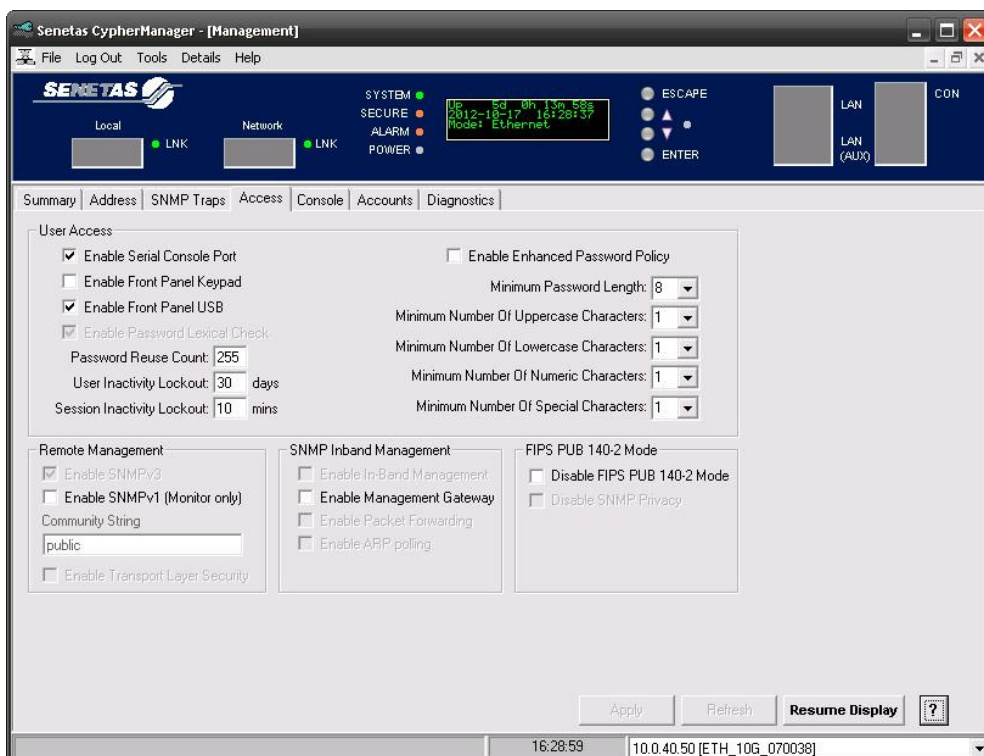 Senetas CypherManager - [Management]
File Log Out Tools Details Help
SENETAS
Local
LNK
Network
LNK
SYSTEM
SECURE
ALARM
POWER
Up 5d 0h 13m 58s
2012-10-17 16:28:37
Mode: Ethernet
ESCAPE
ENTER
LAN
LAN
(AUX)
CON
Summary Address SNMP Traps Access Console Accounts Diagnostics
User Access
Enable Serial Console Port
Enable Front Panel Keypad
Enable Front Panel USB
Enable Password Lexical Check
Password Reuse Count: 255
User Inactivity Lockout: 30 days
Session Inactivity Lockout: 10 mins
Enable Enhanced Password Policy
Minimum Password Length: 8
Minimum Number Of Uppercase Characters: 1
Minimum Number Of Lowercase Characters: 1
Minimum Number Of Numeric Characters: 1
Minimum Number Of Special Characters: 1
Remote Management
Enable SNMPv3
Enable SNMPv1 (Monitor only)
Community String
public
Enable Transport Layer Security
SNMP Inband Management
Enable In-Band Management
Enable Management Gateway
Enable Packet Forwarding
Enable ARP polling
FIPS PUB 140-2 Mode
Disable FIPS PUB 140-2 Mode
Disable SNMP Privacy
Apply Refresh Resume Display ?
16:28:59 10.0.40.50 [ETH_10G_070038]